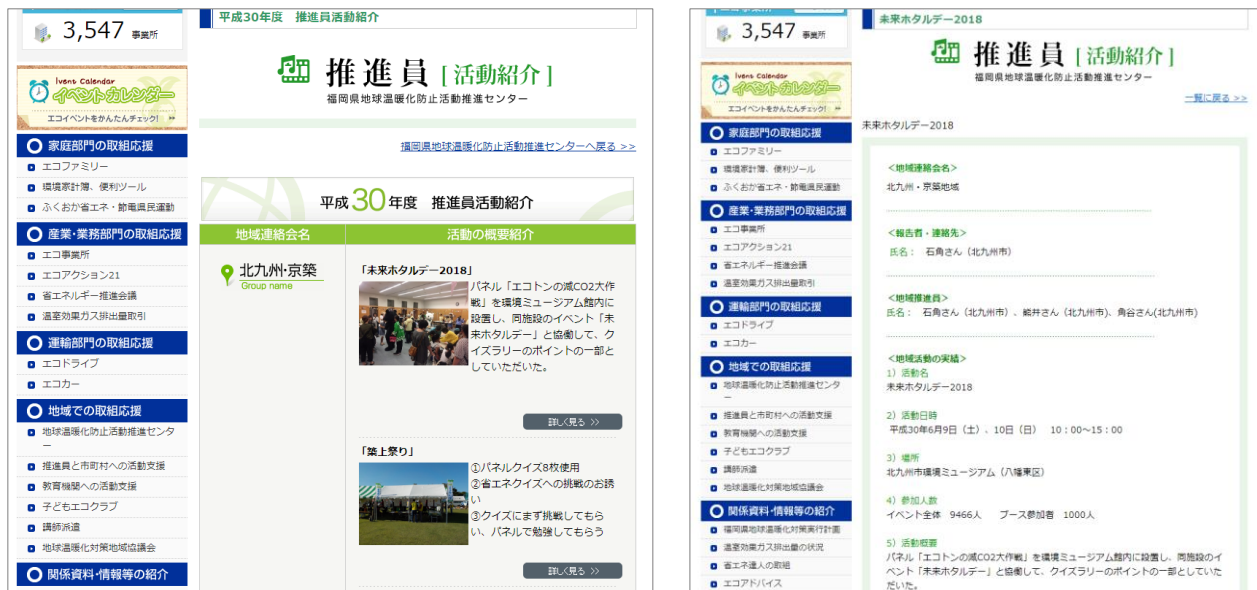 3,547 事業所
Ivent Calendar
イベントカレンダー
エコイベントをかんたんチェック!
家庭部門の取組応援
エコファミリー
環境家計簿、便利ツール
ふくおか省エネ・節電県民運動
産業・業務部門の取組応援
エコ事業所
エコアクション21
省エネルギー推進会議
温室効果ガス排出量取引
運輸部門の取組応援
エコドライブ
エコカー
地域での取組応援
地球温暖化防止活動推進センタ
ー
推進員と市町村への活動支援
教育機関への活動支援
子どもエコクラブ
講師派遣
地球温暖化対策地域協議会
関係資料・情報等の紹介
平成30年度 推進員活動紹介
推進員 [活動紹介]
福岡県地球温暖化防止活動推進センター
福岡県地球温暖化防止活動推進センターへ戻る >>
平成30年度 推進員活動紹介
地域連絡会名 活動の概要紹介
北九州・京築
Group name
「未来ホタルデー2018」
パネル「エコトンの減CO2大作
戦」を環境ミュージアム館内に
設置し、同施設のイベント「未
来ホタルデー」と協働して、ク
イズラリーのポイントの一部と
していただいた。
詳しく見る >>
「築上祭り」
①パネルクイズ8枚使用
②省エネクイズへの挑戦のお誘
い
③クイズにまず挑戦してもら
い、パネルで勉強してもらう
詳しく見る >>
3,547 事業所
Ivent Calendar
イベントカレンダー
エコイベントをかんたんチェック!
家庭部門の取組応援
エコファミリー
環境家計簿、便利ツール
ふくおか省エネ・節電県民運動
産業・業務部門の取組応援
エコ事業所
エコアクション21
省エネルギー推進会議
温室効果ガス排出量取引
運輸部門の取組応援
エコドライブ
エコカー
地域での取組応援
地球温暖化防止活動推進センタ
ー
推進員と市町村への活動支援
教育機関への活動支援
子どもエコクラブ
講師派遣
地球温暖化対策地域協議会
関係資料・情報等の紹介
福岡県地球温暖化対策実行計画
温室効果ガス排出量の状況
省エネ達人の取組
エコアドバイス
未来ホタルデー2018
推進員 [活動紹介]
福岡県地球温暖化防止活動推進センター
一覧に戻る >>
未来ホタルデー2018
<地域連絡会名>
北九州・京築地域
<報告者・連絡先>
氏名: 石角さん(北九州市)
<地域推進員>
氏名: 石角さん(北九州市)、熊井さん(北九州市)、角谷さん(北九州市)
<地域活動の実績>
1)活動名
未来ホタルデー2018
2)活動日時
平成30年6月9日(土)、10日(日) 10:00~15:00
3)場所
北九州市環境ミュージアム(八幡東区)
4)参加人数
イベント全体 9466人 ブース参加者 1000人
5)活動概要
パネル「エコトンの減CO2大作戦」を環境ミュージアム館内に設置し、同施設のイ
ベント「未来ホタルデー」と協働して、クイズラリーのポイントの一部としていた
だいた。